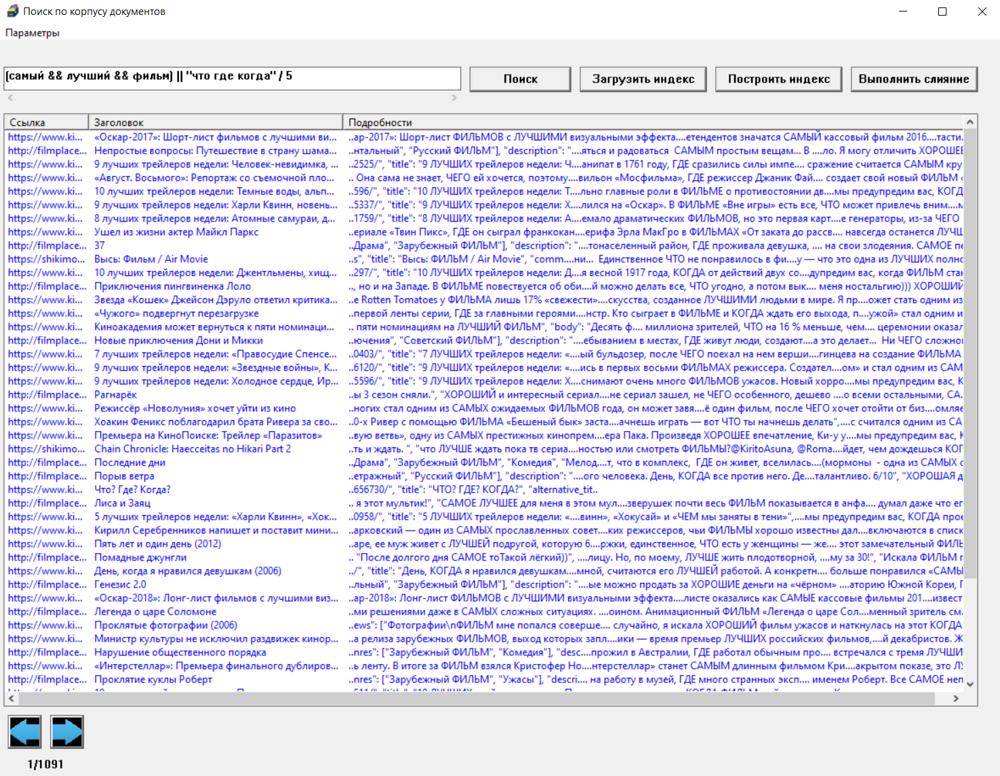 Поиск по корпусу документов
Параметры
(самый && лучший && фильм) || "что где когда" / 5
Поиск
Загрузить индекс
Построить индекс
Выполнить слияние
Ссылка Заголовок Подробности
https://www.ki... «Оскар-2017»: Шорт-лист фильмов с лучшими ви... ..ар-2017»: Шорт-лист ФИЛЬМОВ с ЛУЧШИМИ визуальными эффекта....етендентов значатся САМЫЙ кассовый фильм 2016....тасти.
http://filmplace... Непростые вопросы: Путешествие в страну шама... ..нтальный", "Русский ФИЛЬМ"], "description": "....яться и радоваться САМЫМ простым вещам... В ....ло. Я могу отличить ХОРОШЕЕ
https://www.ki... 9 лучших трейлеров недели: Человек-невидимка, ... ..2525/", "title": "9 ЛУЧШИХ трейлеров недели: Ч....анипат в 1761 году, ГДЕ сразились силы импе.... сражение считается САМЫМ кру
https://www.ki... «Август. Восьмого»: Репортаж со съемочной пло... .. Она сама не знает, ЧЕГО ей хочется, поэтому....вильон «Мосфильма», ГДЕ режиссер Джаник Фай.... создает свой новый ФИЛЬМ «
https://www.ki... 10 лучших трейлеров недели: Темные воды, альп... ..596/", "title": "10 ЛУЧШИХ трейлеров недели: Т....льно главные роли в ФИЛЬМЕ о противостоянии дв....мы предупредим вас, КОГД
https://www.ki... 9 лучших трейлеров недели: Харли Квинн, новень... ..5337/", "title": "9 ЛУЧШИХ трейлеров недели: Х....лился на «Оскар». В ФИЛЬМЕ «Вне игры» есть все, ЧТО может привлечь вним....м
https://www.ki... 8 лучших трейлеров недели: Атомные самураи, д... ..1759/", "title": "8 ЛУЧШИХ трейлеров недели: А....емало драматических ФИЛЬМОВ, но это первая карт....е генераторы, из-за ЧЕГО
https://www.ki... Ушел из жизни актер Майкл Паркс ..ериале «Твин Пикс», ГДЕ он сыграл франкокан....ерифа Эрла МакГро в ФИЛЬМАХ «От заката до рассв.... навсегда останется ЛУЧШ
http://filmplace... 37 ..Драма", "Зарубежный ФИЛЬМ"], "description": "....тонаселенный район, ГДЕ проживала девушка, .... на свои злодеяния. САМОЕ пе
https://shikimo... Высь: Фильм / Air Movie ..s", "title": "Высь: ФИЛЬМ / Air Movie", "comm....ни... Единственное ЧТО не понравилось в фи....у — что это одна из ЛУЧШИХ полно
https://www.ki... 10 лучших трейлеров недели: Джентльмены, хищ... ..297/", "title": "10 ЛУЧШИХ трейлеров недели: Д....я весной 1917 года, КОГДА от действий двух со....дупредим вас, когда ФИЛЬМ стан
http://filmplace... Приключения пингвиненка Лоло .., но и на Западе. В ФИЛЬМЕ повествуется об оби....й можно делать все, ЧТО угодно, а потом вык.... меня ностальгию))) ХОРОШИЙ
https://www.ki... Звезда «Кошек» Джейсон Дэруло ответил критика... ..е Rotten Tomatoes у ФИЛЬМА лишь 17% «свежести»....скусства, созданное ЛУЧШИМИ людьми в мире. Я пр....ожет стать одним из
https://www.ki... «Чужого» подвергнут перезагрузке ..первой ленты серии, ГДЕ за главными героями....нстр. Кто сыграет в ФИЛЬМЕ и КОГДА ждать его выхода, п....ужой» стал одним и
https://www.ki... Киноакадемия может вернуться к пяти номинаци... .. пяти номинациям на ЛУЧШИЙ ФИЛЬМ", "body": "Десять ф.... миллиона зрителей, ЧТО на 16 % меньше, чем.... церемонии оказал
http://filmplace... Новые приключения Дони и Микки ..ючения", "Советский ФИЛЬМ"], "description": "....ебыванием в местах, ГДЕ живут люди, создают....а это делает... Ни ЧЕГО сложно
https://www.ki... 7 лучших трейлеров недели: «Правосудие Спенсе... ..0403/", "title": "7 ЛУЧШИХ трейлеров недели: «....ый бульдозер, после ЧЕГО поехал на нем верши....гинцева на создание ФИЛЬМА
https://www.ki... 9 лучших трейлеров недели: «Звездные войны», К... ..6120/", "title": "9 ЛУЧШИХ трейлеров недели: «....ись в первых восьми ФИЛЬМАХ режиссера. Создател....ом» и стал одним из САМ
https://www.ki... 9 лучших трейлеров недели: Холодное сердце, Ир... ..5596/", "title": "9 ЛУЧШИХ трейлеров недели: Х....снимают очень много ФИЛЬМОВ ужасов. Новый хорро....мы предупредим вас, К
http://filmplace... Рагнарёк ..ы 3 сезон сняли.", "ХОРОШИЙ и интересный сериал....не сериал зашел, не ЧЕГО особенного, дешево ....о всеми остальными, СА.
https://www.ki... Режиссёр «Новолуния» хочет уйти из кино ..ногих стал одним из САМЫХ ожидаемых ФИЛЬМОВ года, он может завя....ё один фильм, после ЧЕГО хочет отойти от биз....омляе
https://www.ki... Хоакин Феникс поблагодарил брата Ривера за сво... ..0-х Ривер с помощью ФИЛЬМА «Бешеный бык» заста....ачнешь играть — вот ЧТО ты начнешь делать",....с считался одним из СА
https://www.ki... Премьера на КиноПоиске: Трейлер «Паразитов» ..вую ветвь», одну из САМЫХ престижных кинопрем....ера Пака. Произведя ХОРОШЕЕ впечатление, Ки-у у....мы предупредим вас, К
https://shikimo... Chain Chronicle: Haecceitas no Hikari Part 2 ..ть и ждать. ", "что ЛУЧШЕ ждать пока тв сериа....ностью или смотреть ФИЛЬМЫ?@KiritoAsuna, @Roma....йдет, чем дождешься КОГ
http://filmplace... Последние дни ..Драма", "Зарубежный ФИЛЬМ", "Комедия", "Мелод....т, что в комплекс, ГДЕ он живет, вселилась....(мормоны - одна из САМЫХ с
http://filmplace... Порыв ветра ..етражный", "Русский ФИЛЬМ"], "description": "....ого человека. День, КОГДА все против него. Де....талантливо. 6/10", "ХОРОШАЯ д
https://www.ki... Что? Где? Когда? ..656730/", "title": "ЧТО? ГДЕ? КОГДА?", "alternative_tit..
http://filmplace... Лиса и Заяц .. я этот мультик!", "САМОЕ ЛУЧШЕЕ для меня в этом мул....зверушек почти весь ФИЛЬМ показывается в анфа.... думал даже что ег
https://www.ki... 5 лучших трейлеров недели: «Харли Квинн», «Хок... ..0958/", "title": "5 ЛУЧШИХ трейлеров недели: «....винн», «Хокусай» и «ЧЕМ мы заняты в тени»",....мы предупредим вас, КОГДА прое
https://www.ki... Кирилл Серебренников напишет и поставит мини... ..арковский — один из САМЫХ прославленных совет....ких режиссеров, чьи ФИЛЬМЫ хорошо известны дал....включаются в списк
https://www.ki... Пять лет и один день (2012) ..аре, ее муж живет с ЛУЧШЕЙ подругой, которую б....ржки, единственное, ЧТО есть у женщины — же.... этот замечательный ФИЛЬ
http://filmplace... Помадные джунгли .. "После долгого дня САМОЕ тоТакой лёгкий))", ....лицу. Но, по моему, ЛУЧШЕ жить плодотворной, ....му за 30!", "Искала ФИЛЬМ г
https://www.ki... День, когда я нравился девушкам (2006) ../", "title": "День, КОГДА я нравился девушкам....мной, считаются его ЛУЧШЕЙ работой. А конкретн.... больше понравился «САМЫ
http://filmplace... Генезис 2.0 ..льный", "Зарубежный ФИЛЬМ"], "description": "....ые можно продать за ХОРОШИЕ деньги на «чёрном» ....аторию Южной Кореи, Г
https://www.ki... «Оскар-2018»: Лонг-лист фильмов с лучшими виз... ..ар-2018»: Лонг-лист ФИЛЬМОВ с ЛУЧШИМИ визуальными эффекта....листе оказались как САМЫЕ кассовые фильмы 201....извест
http://filmplace... Легенда о царе Соломоне ..ми решениями даже в САМЫХ сложных ситуациях. ....оином. Анимационный ФИЛЬМ «Легенда о царе Сол....менный зритель см.
https://www.ki... Проклятые фотографии (2006) ..ews": ["Фотографии\nФИЛЬМ мне попался соверше.... случайно, я искала ХОРОШИЙ фильм ужасов и наткнулась на этот КОГДА
https://www.ki... Министр культуры не исключил раздвижек кинор... ..а релиза зарубежных ФИЛЬМОВ, выход которых запл....ики — время премьер ЛУЧШИХ российских фильмов,....й декабристов. Ж
http://filmplace... Нарушение общественного порядка ..nres": ["Зарубежный ФИЛЬМ", "Комедия"], "desc....прожил в Австралии, ГДЕ работал обычным про.... встречался с тремя ЛУЧШИ
https://www.ki... «Интерстеллар»: Премьера финального дублиров... ..ь ленту. В итоге за ФИЛЬМ взялся Кристофер Но....нтерстеллар» станет САМЫМ длинным фильмом Кри....акрытом показе, это ЛУ
http://filmplace... Проклятие куклы Роберт ..nres": ["Зарубежный ФИЛЬМ", "Ужасы"], "descri.... на работу в музей, ГДЕ много странных эксп.... именем Роберт. Все САМОЕ неп
1/1091